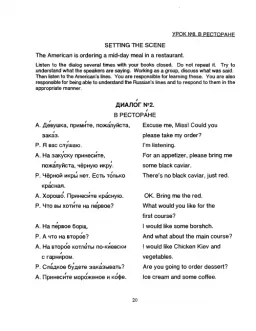 УРОК №8. В РЕСТОРАНЕ
SETTING THE SCENE
The American is ordering a mid-day meal in a restaurant.
Listen to the dialog several times with your books closed. Do not repeat it. Try to
understand what the speakers are saying. Working as a group, discuss what was said.
Then listen to the American's lines. You are responsible for learning these. You are also
responsible for being able to understand the Russian's lines and to respond to them in the
appropriate manner.
ДИАЛО́Г №2.
В РЕСТОРА́НЕ
А. Де́вушка, прими́те, пожа́луйста, Excuse me, Miss! Could you
зака́з. please take my order?
Р. Я вас слу́шаю. I'm listening.
А. На заку́ску принеси́те, For an appetizer, please bring me
пожа́луйста, чёрную икру́. some black caviar.
Р. Чёрной икры́ нет. Есть то́лько There's no black caviar, just red.
кра́сная.
А. Хорошо́. Принеси́те кра́сную. OK. Bring me the red.
Р. Что вы хоти́те на пе́рвое? What would you like for the
first course?
А. На пе́рвое борщ. I would like some borshch.
Р. А что на второ́е? And what about the main course?
А. На второ́е котле́ты по-ки́евски I would like Chicken Kiev and
с гарни́ром. vegetables.
Р. Сла́дкое бу́дете зака́зывать? Are you going to order dessert?
А. Принеси́те моро́женое и ко́фе. Ice cream and some coffee.
20